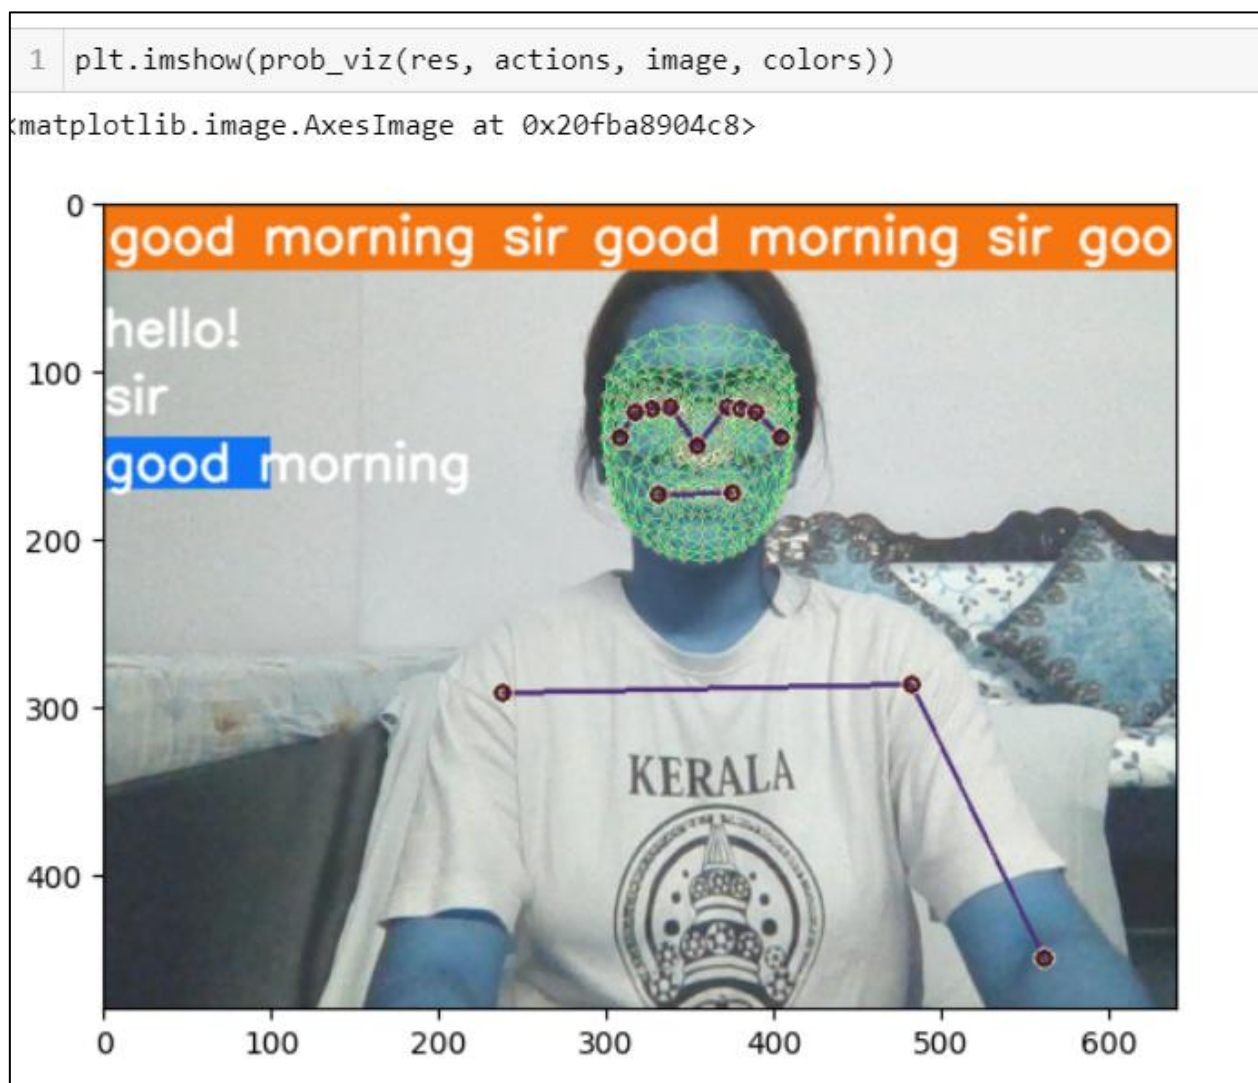 1 plt.imshow(prob_viz(res, actions, image, colors))
<matplotlib.image.AxesImage at 0x20fba8904c8>
0
good morning sir good morning sir goo
hello!
100
sir
good morning
200
300
KERALA
400
0 100 200 300 400 500 600